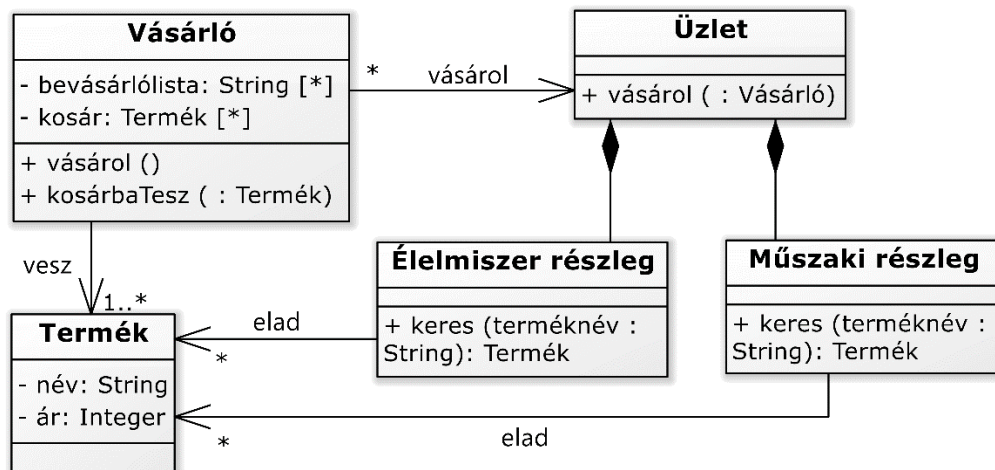 Vásárló
- bevásárlólista: String [*]
- kosár: Termék [*]
+ vásárol ()
+ kosárbaTesz ( : Termék)
*
vásárol
Üzlet
+ vásárol ( : Vásárló)
vesz
1..*
Élelmiszer részleg
+ keres (terméknév :
String): Termék
Műszaki részleg
+ keres (terméknév :
String): Termék
elad
*
Termék
- név: String
- ár: Integer
*
elad